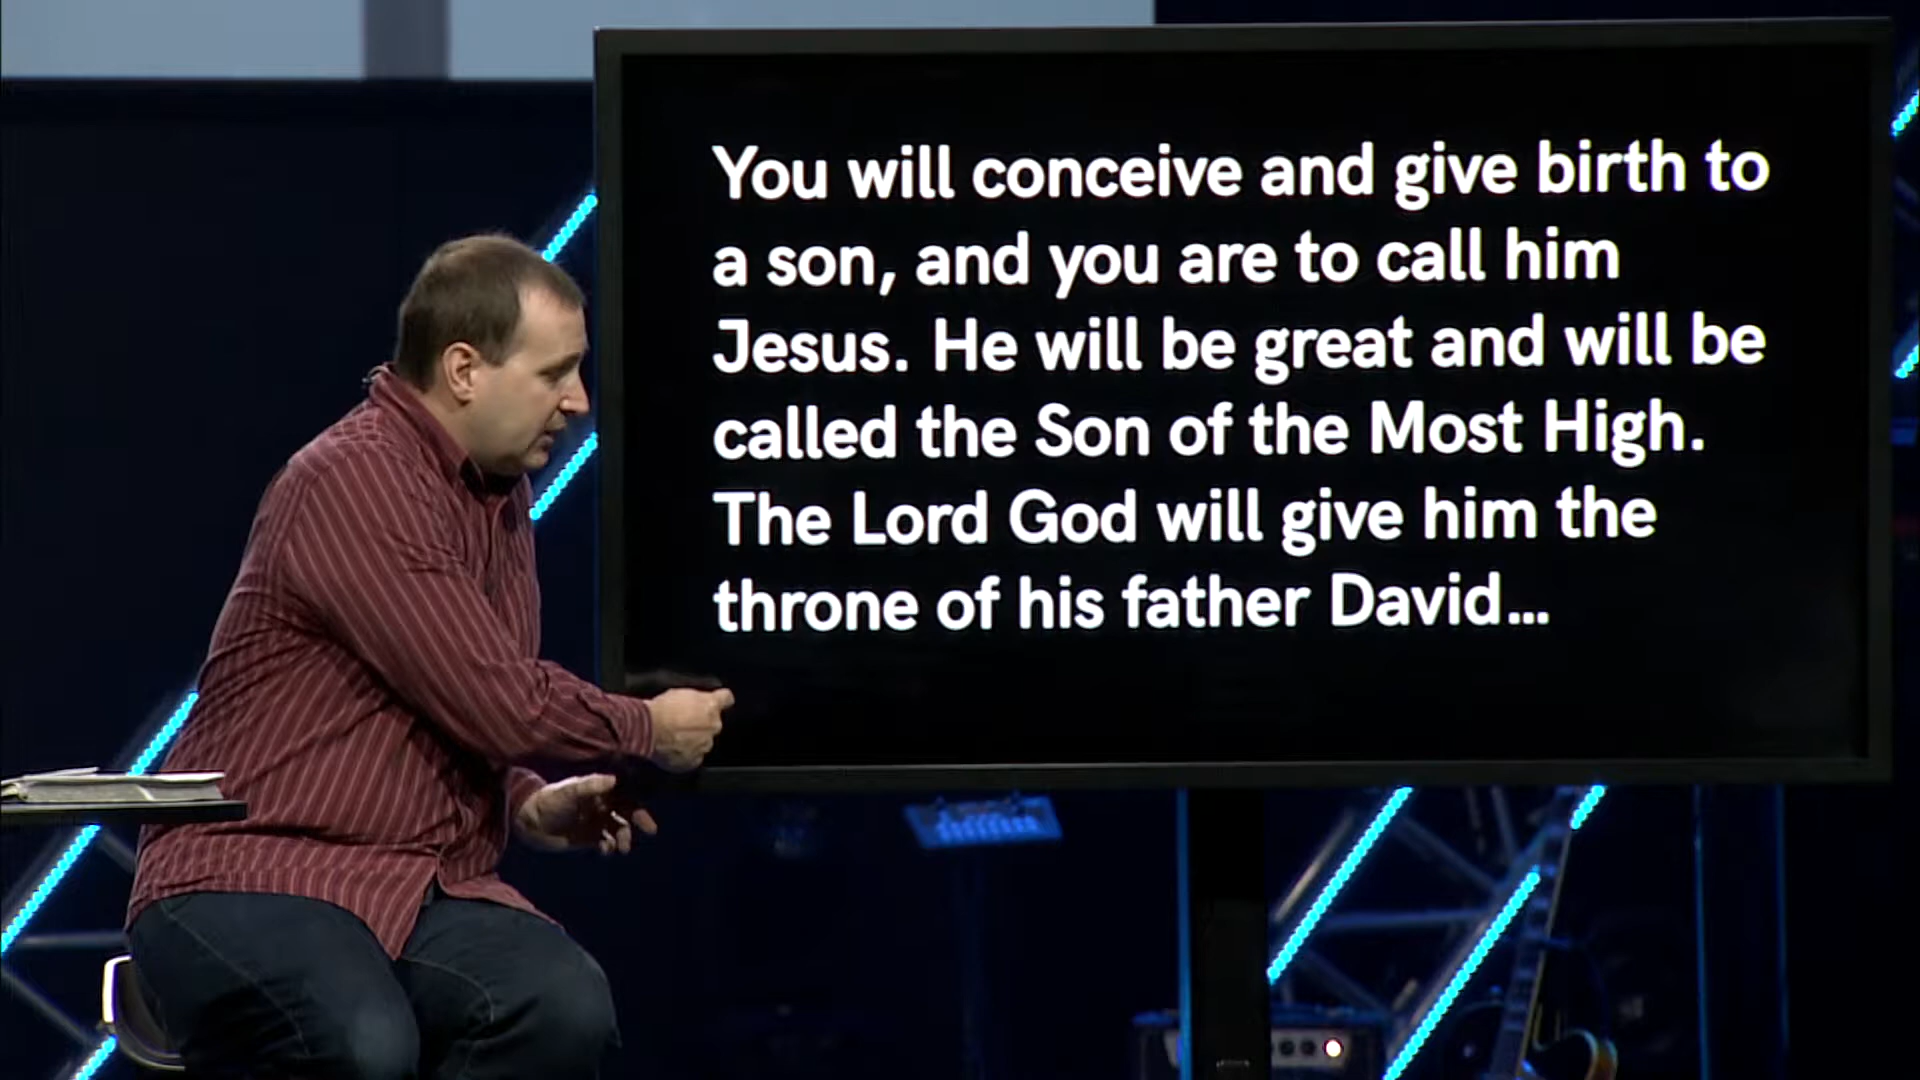 You will conceive and give birth to
a son, and you are to call him
Jesus. He will be great and will be
called the Son of the Most High.
The Lord God will give him the
throne of his father David...